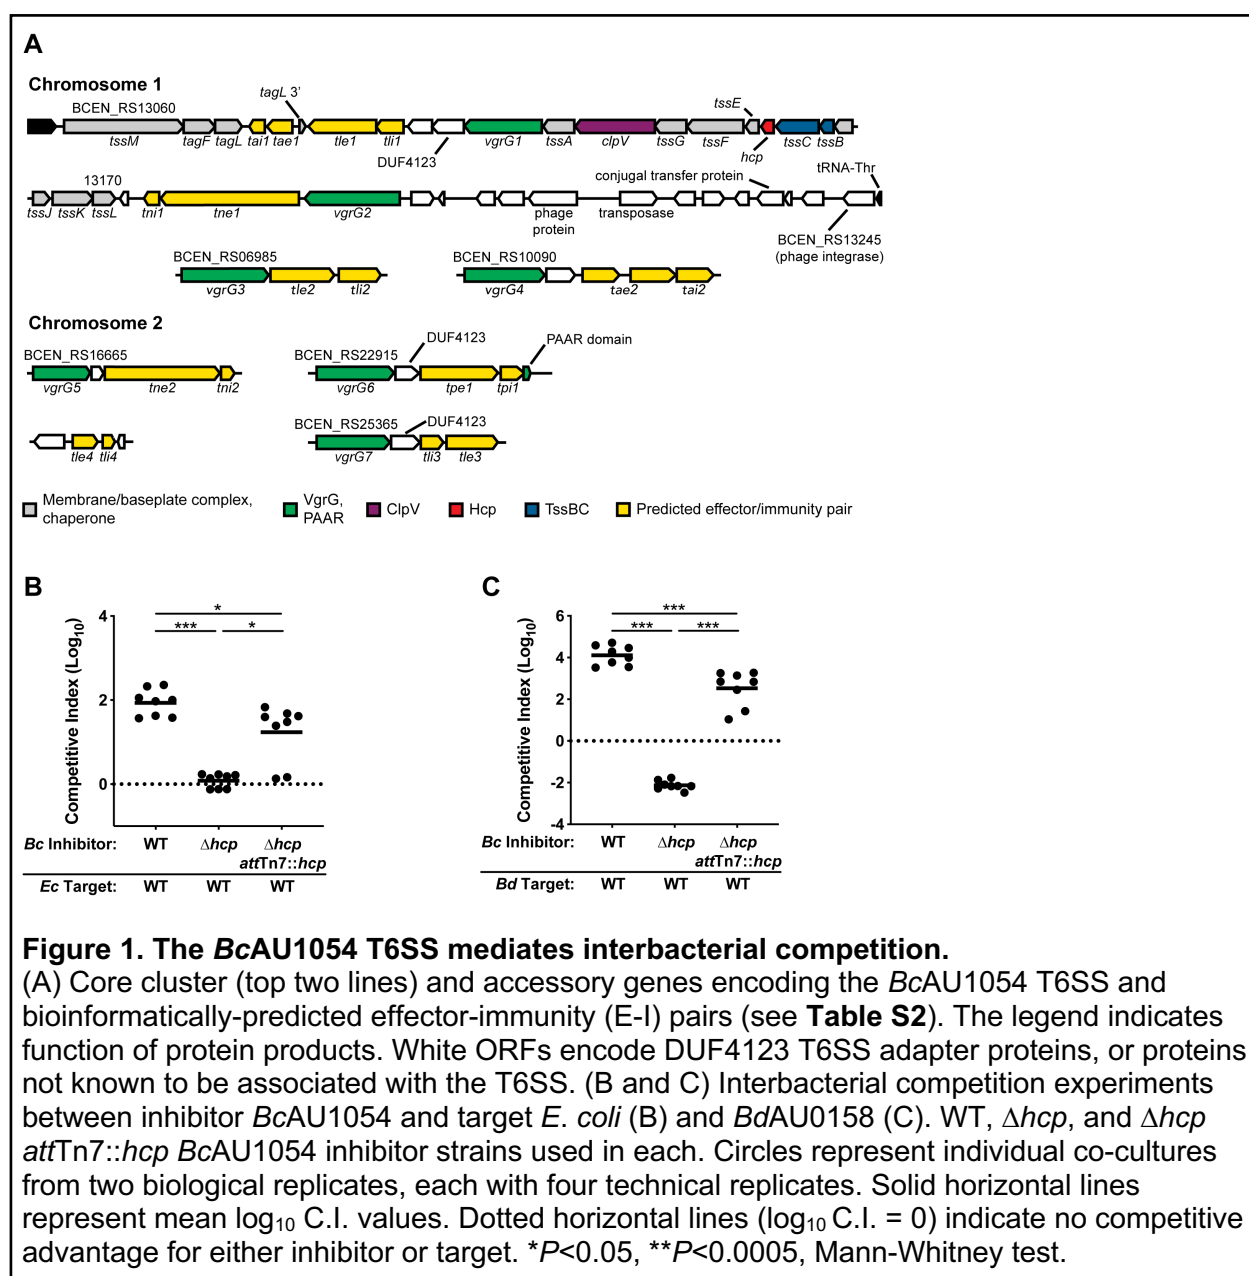 A
Chromosome 1
tagL 3’
BCEN_RS13060
tssE
tssM tagF tagL tai1 tae1 tle1 tli1 vgrG1 tssA clpV tssG tssF tssC tssB
DUF4123
hcp
tRNA-Thr
conjugal transfer protein
13170
tssJ tssK tssL tni1 tne1 vgrG2
phage
protein
transposase
BCEN_RS13245
(phage integrase)
BCEN_RS06985
vgrG3 tle2 tli2
BCEN_RS10090
vgrG4 tae2 tai2
Chromosome 2
BCEN_RS16665
vgrG5 tne2 tni2
DUF4123
PAAR domain
BCEN_RS22915
vgrG6 tpe1 tpi1
tle4 tli4
BCEN_RS25365
DUF4123
vgrG7 tli3 tle3
Membrane/baseplate complex,
chaperone
VgrG,
PAAR
ClpV
Hcp
TssBC
Predicted effector/immunity pair
B
Competitive Index (Log10)
4
2
0
*
*** *
Bc Inhibitor: WT Δhcp Δhcp
attTn7::hcp
Ec Target: WT WT WT
C
Competitive Index (Log10)
6
4
2
0
-2
-4
***
*** ***
Bc Inhibitor: WT Δhcp Δhcp
attTn7::hcp
Bd Target: WT WT WT
Figure 1. The BcAU1054 T6SS mediates interbacterial competition.
(A) Core cluster (top two lines) and accessory genes encoding the BcAU1054 T6SS and
bioinformatically-predicted effector-immunity (E-I) pairs (see Table S2). The legend indicates
function of protein products. White ORFs encode DUF4123 T6SS adapter proteins, or proteins
not known to be associated with the T6SS. (B and C) Interbacterial competition experiments
between inhibitor BcAU1054 and target E. coli (B) and BdAU0158 (C). WT, Δhcp, and Δhcp
attTn7::hcp BcAU1054 inhibitor strains used in each. Circles represent individual co-cultures
from two biological replicates, each with four technical replicates. Solid horizontal lines
represent mean log10 C.I. values. Dotted horizontal lines (log10 C.I. = 0) indicate no competitive
advantage for either inhibitor or target. *P<0.05, **P<0.0005, Mann-Whitney test.